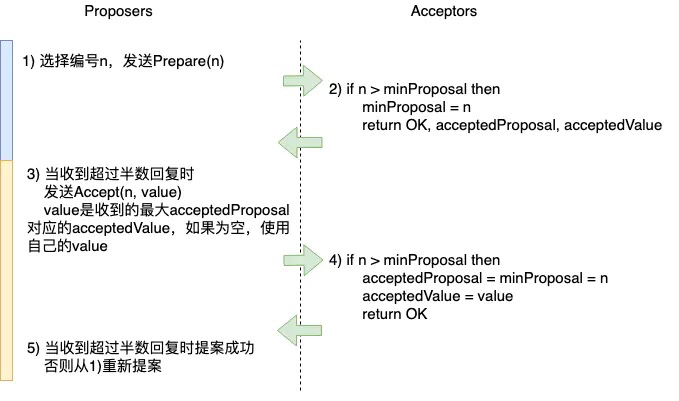 Proposers
Acceptors
1) 选择编号n，发送Prepare(n)
2) if n > minProposal then
minProposal = n
return OK, acceptedProposal, acceptedValue
3) 当收到超过半数回复时
发送Accept(n, value)
value是收到的最大acceptedProposal
对应的acceptedValue，如果为空，使用
自己的value
4) if n > minProposal then
acceptedProposal = minProposal = n
acceptedValue = value
return OK
5) 当收到超过半数回复时提案成功
否则从1)重新提案